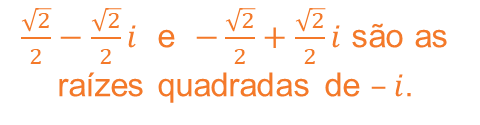 √2/2 − √2/2 i e − √2/2 + √2/2 i são as
raízes quadradas de – i.